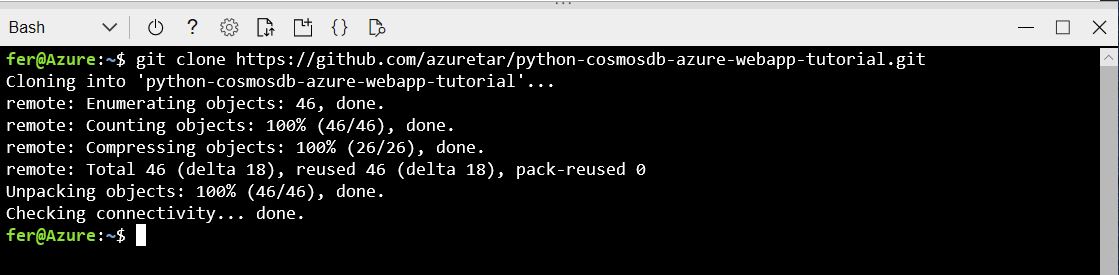 Bash
? { }
fer@Azure:~$ git clone https://github.com/azuretar/python-cosmosdb-azure-webapp-tutorial.git
Cloning into 'python-cosmosdb-azure-webapp-tutorial'...
remote: Enumerating objects: 46, done.
remote: Counting objects: 100% (46/46), done.
remote: Compressing objects: 100% (26/26), done.
remote: Total 46 (delta 18), reused 46 (delta 18), pack-reused 0
Unpacking objects: 100% (46/46), done.
Checking connectivity... done.
fer@Azure:~$